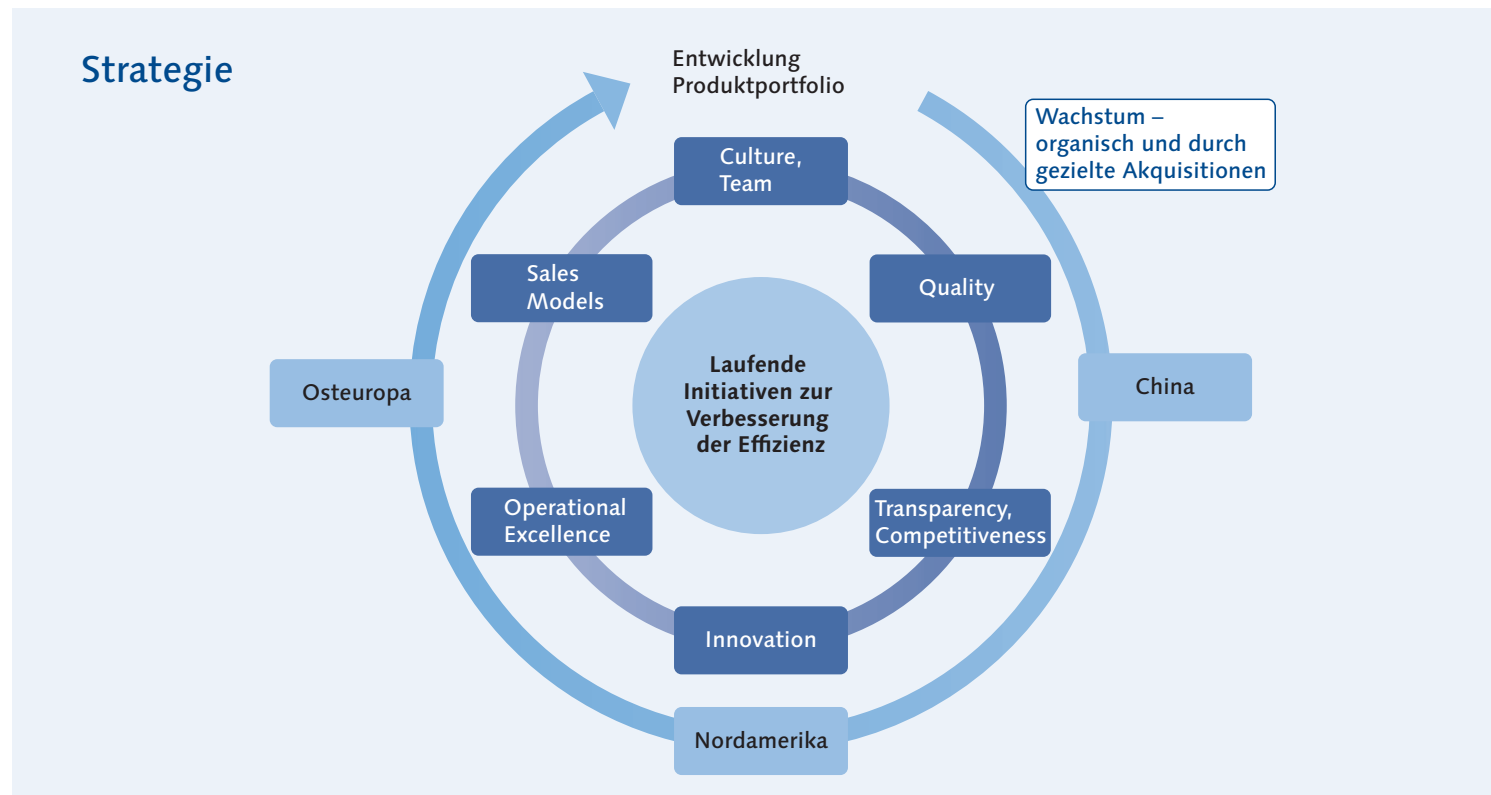 Strategie
Entwicklung
Produktportfolio
Wachstum –
organisch und durch
gezielte Akquisitionen
Culture,
Team
Sales
Models
Quality
Laufende
Initiativen zur
Verbesserung
der Effizienz
Osteuropa
China
Operational
Excellence
Transparency,
Competitiveness
Innovation
Nordamerika